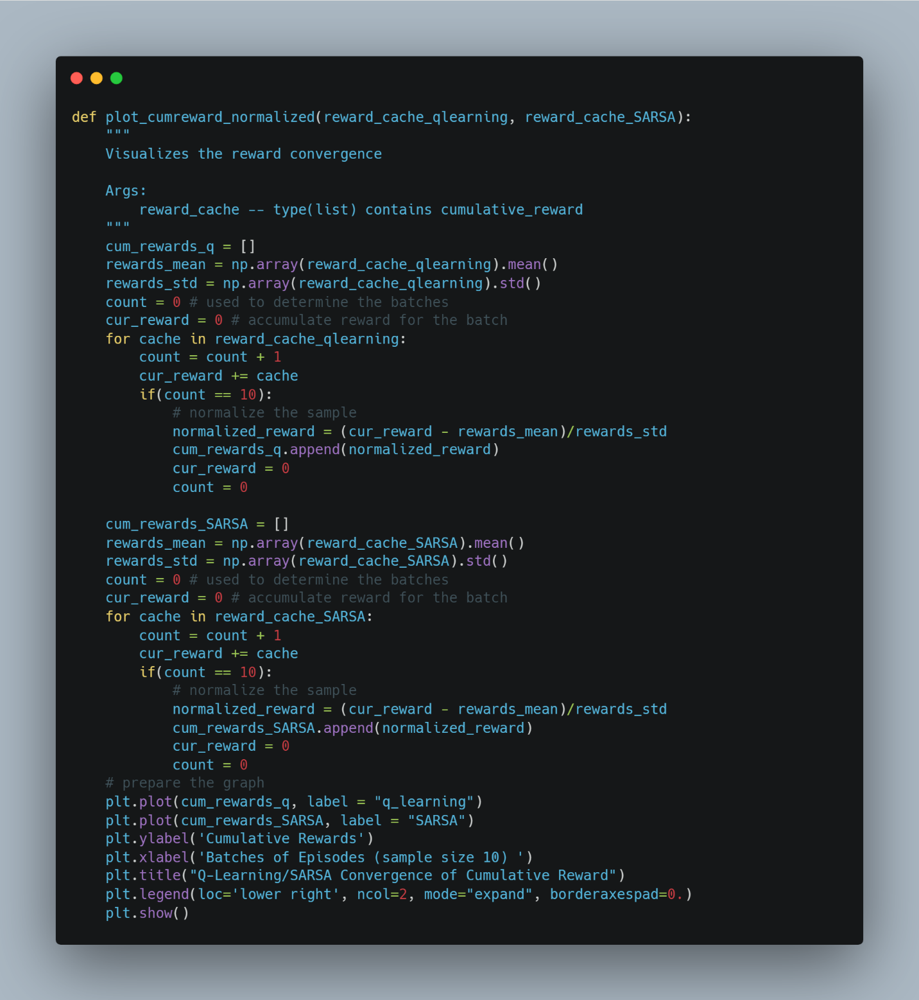 def plot_cumreward_normalized(reward_cache_qlearning, reward_cache_SARSA):
    """
    Visualizes the reward convergence

    Args:
        reward_cache -- type(list) contains cumulative_reward
    """
    cum_rewards_q = []
    rewards_mean = np.array(reward_cache_qlearning).mean()
    rewards_std = np.array(reward_cache_qlearning).std()
    count = 0 # used to determine the batches
    cur_reward = 0 # accumulate reward for the batch
    for cache in reward_cache_qlearning:
        count = count + 1
        cur_reward += cache
        if(count == 10):
            # normalize the sample
            normalized_reward = (cur_reward - rewards_mean)/rewards_std
            cum_rewards_q.append(normalized_reward)
            cur_reward = 0
            count = 0

    cum_rewards_SARSA = []
    rewards_mean = np.array(reward_cache_SARSA).mean()
    rewards_std = np.array(reward_cache_SARSA).std()
    count = 0 # used to determine the batches
    cur_reward = 0 # accumulate reward for the batch
    for cache in reward_cache_SARSA:
        count = count + 1
        cur_reward += cache
        if(count == 10):
            # normalize the sample
            normalized_reward = (cur_reward - rewards_mean)/rewards_std
            cum_rewards_SARSA.append(normalized_reward)
            cur_reward = 0
            count = 0
    # prepare the graph
    plt.plot(cum_rewards_q, label = "q_learning")
    plt.plot(cum_rewards_SARSA, label = "SARSA")
    plt.ylabel('Cumulative Rewards')
    plt.xlabel('Batches of Episodes (sample size 10) ')
    plt.title("Q-Learning/SARSA Convergence of Cumulative Reward")
    plt.legend(loc='lower right', ncol=2, mode="expand", borderaxespad=0.)
    plt.show()